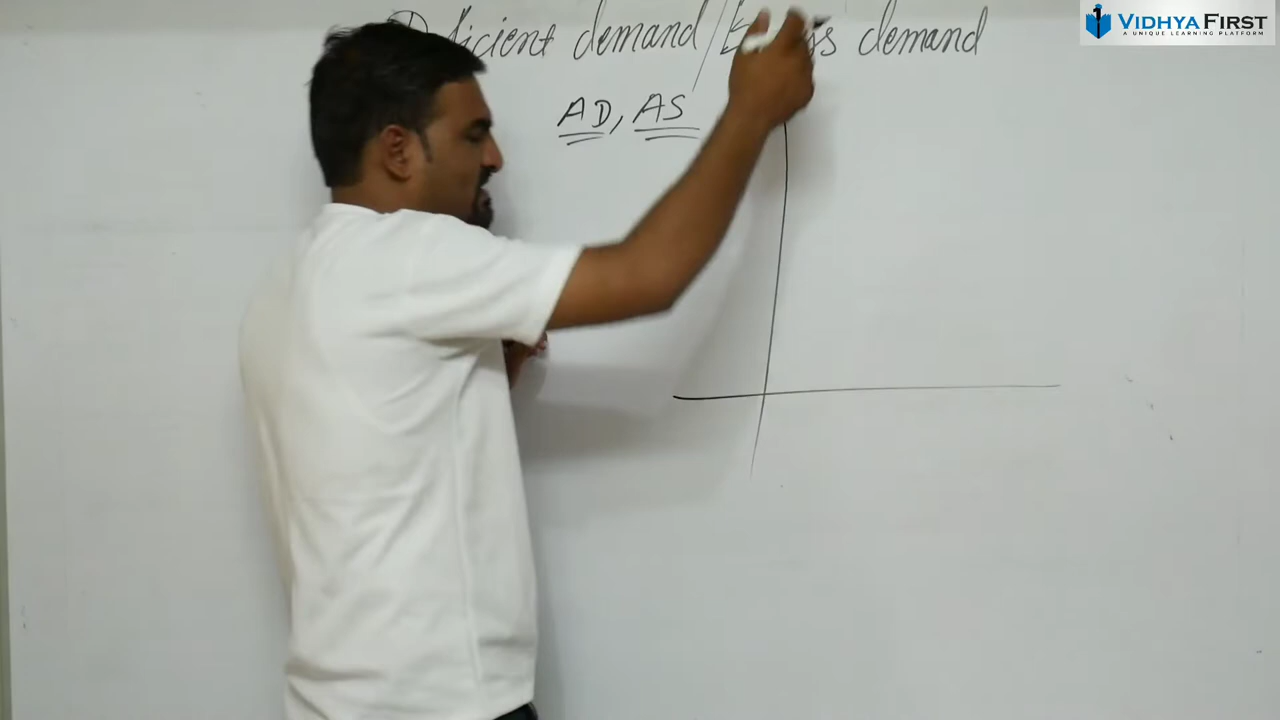 demand / demand
AD, AS
VIDHYA FIRST
A UNIQUE LEARNING PLATFORM